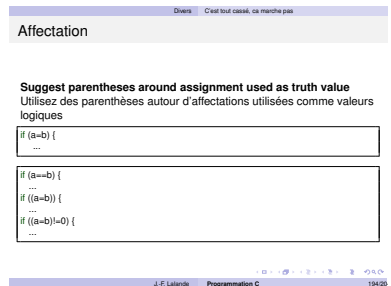 Divers C'est tout cassé, ca marche pas
Affectation
Suggest parentheses around assignment used as truth value
Utilisez des parenthèses autour d'affectations utilisées comme valeurs
logiques
if (a=b) {
...
if (a==b) {
...
if ((a=b)) {
...
if ((a=b)!=0) {
...
J.-F. Lalande Programmation C 194/20